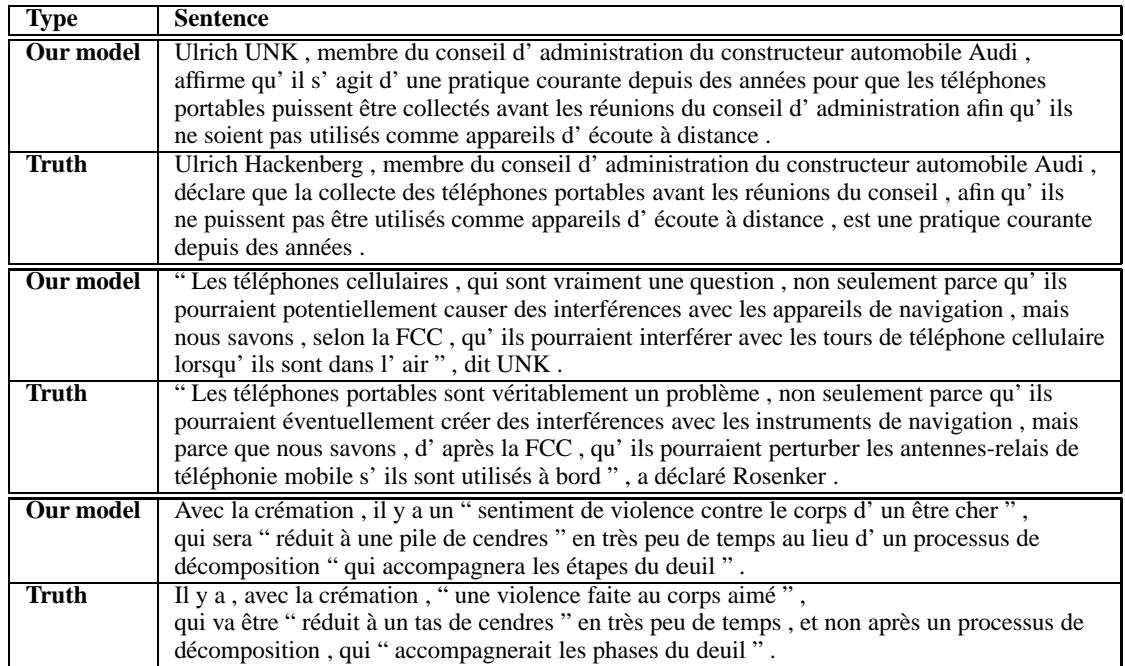 Type Sentence
Our model Ulrich UNK , membre du conseil d’ administration du constructeur automobile Audi ,
affirme qu’ il s’ agit d’ une pratique courante depuis des années pour que les téléphones
portables puissent être collectés avant les réunions du conseil d’ administration afin qu’ ils
ne soient pas utilisés comme appareils d’ écoute à distance .
Truth Ulrich Hackenberg , membre du conseil d’ administration du constructeur automobile Audi ,
déclare que la collecte des téléphones portables avant les réunions du conseil , afin qu’ ils
ne puissent pas être utilisés comme appareils d’ écoute à distance , est une pratique courante
depuis des années .
Our model “ Les téléphones cellulaires , qui sont vraiment une question , non seulement parce qu’ ils
pourraient potentiellement causer des interférences avec les appareils de navigation , mais
nous savons , selon la FCC , qu’ ils pourraient interférer avec les tours de téléphone cellulaire
lorsqu’ ils sont dans l’ air ” , dit UNK .
Truth “ Les téléphones portables sont véritablement un problème , non seulement parce qu’ ils
pourraient éventuellement créer des interférences avec les instruments de navigation , mais
parce que nous savons , d’ après la FCC , qu’ ils pourraient perturber les antennes-relais de
téléphonie mobile s’ ils sont utilisés à bord ” , a déclaré Rosenker .
Our model Avec la crémation , il y a un “ sentiment de violence contre le corps d’ un être cher ” ,
qui sera “ réduit à une pile de cendres ” en très peu de temps au lieu d’ un processus de
décomposition “ qui accompagnera les étapes du deuil ” .
Truth Il y a , avec la crémation , “ une violence faite au corps aimé ” ,
qui va être “ réduit à un tas de cendres ” en très peu de temps , et non après un processus de
décomposition , qui “ accompagnerait les phases du deuil ” .